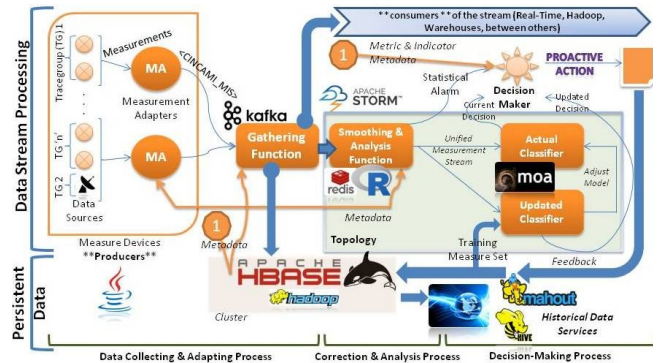 **consumers** of the stream (Real-Time, Hadoop,
Warehouses, between others)
Data Stream Processing
Tracegroup (TG) 1
Measurements
<CINCAMI_MIS>
MA
Measurement
Adapters
TG 'n'
MA
TG 2
Data
Sources
Measure Devices
**Producers**
kafka
Gathering
Function
1
Metric & Indicator
Metadata
APACHE
STORM™
Statistical
Alarm
Decision
Maker
PROACTIVE
ACTION
Current
Decision
Updated
Decision
Smoothing &
Analysis
Function
redis
R
Unified
Measurement
Stream
Actual
Classifier
moa
Adjust
Model
Updated
Classifier
Metadata
1
Metadata
Topology
Training
Measure Set
Feedback
Persistent
Data
Java
APACHE
HBASE
hadoop
Cluster
mahout
HIVE
Historical Data
Services
Data Collecting & Adapting Process
Correction & Analysis Process
Decision-Making Process